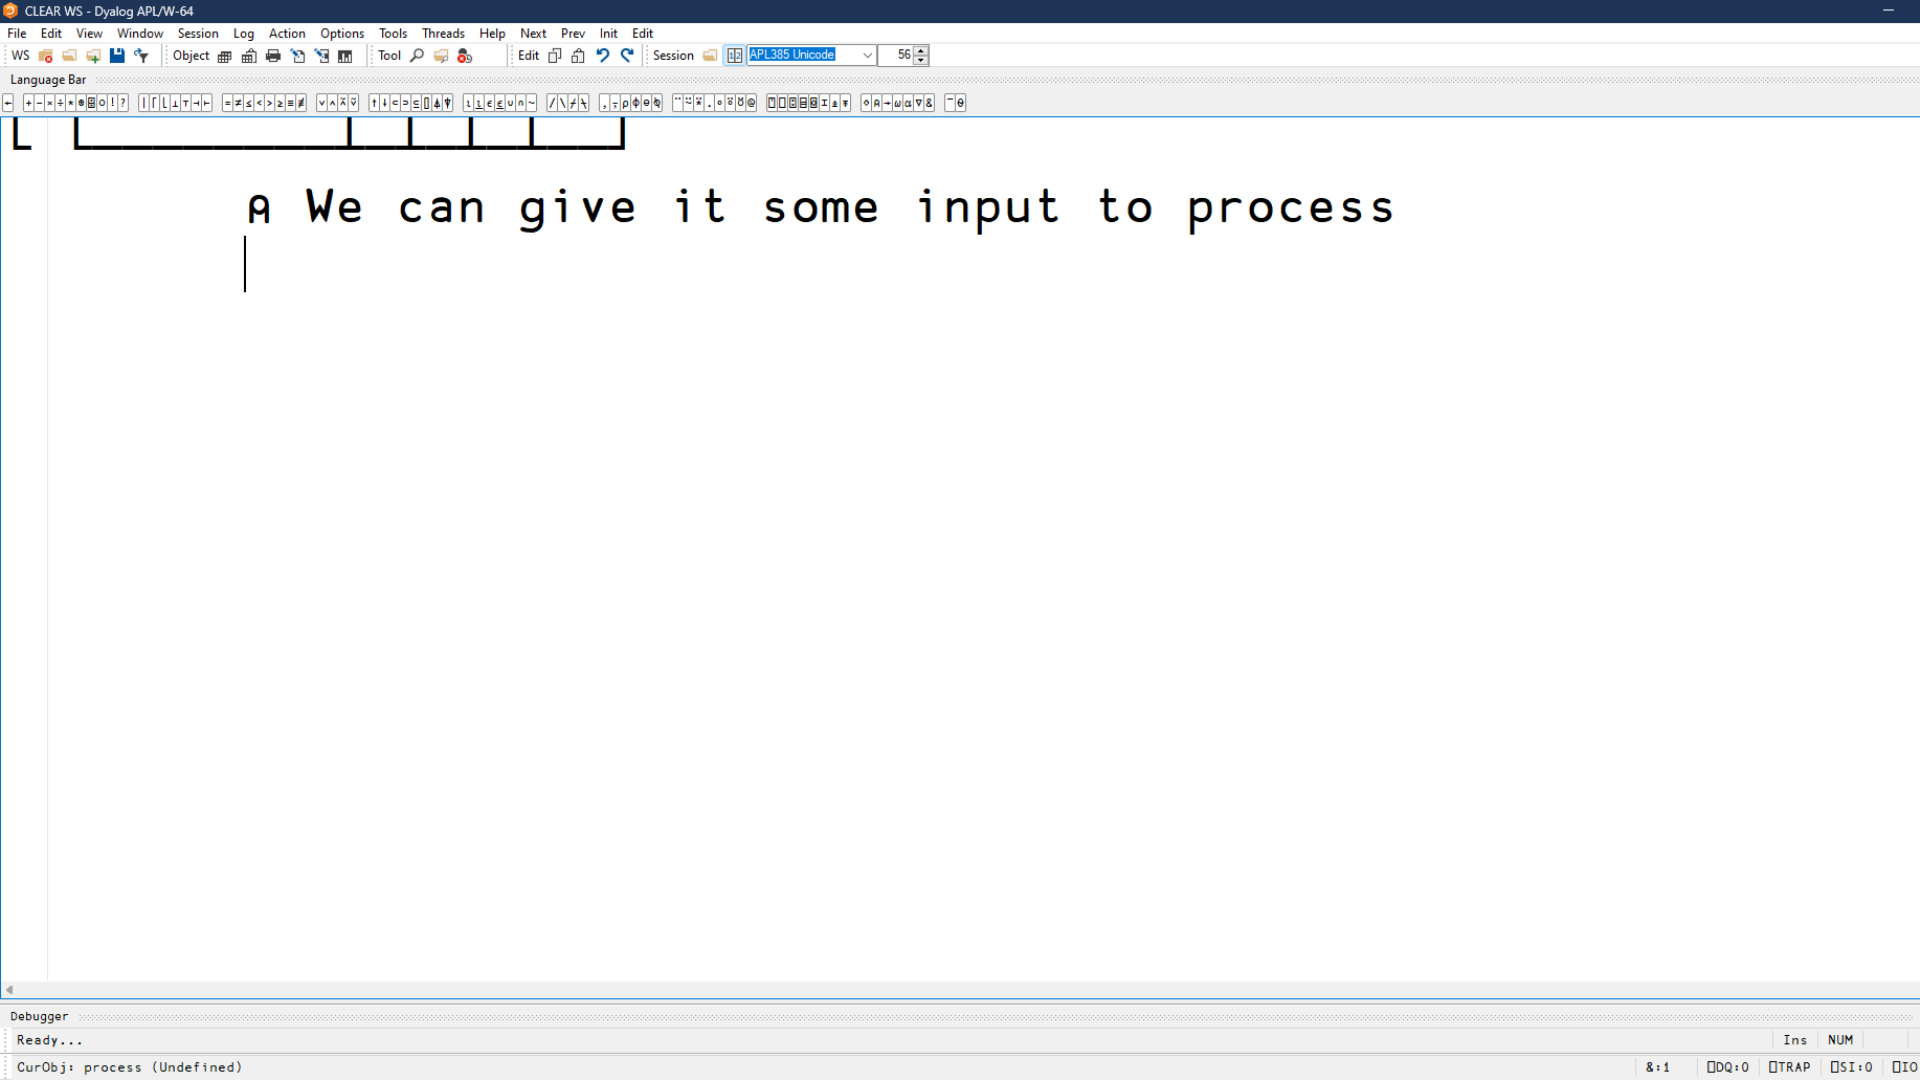 CLEAR WS - Dyalog APL/W-64
File Edit View Window Session Log Action Options Tools Threads Help Next Prev Init Edit
WS Object Tool Edit Session APL385 Unicode 56
Language Bar
← + - × ÷ * ⍟ ⌹ ○ ! ? | ⌈ ⌊ ⊥ ⊤ ⊣ ⊢ = ≠ ≤ < > ≥ ≡ ≢ ∨ ∧ ⍲ ⍱ ↑ ↓ ⊂ ⊃ ⊆ ⌷ ⍋ ⍒ ⍳ ⍸ ∊ ⍷ ∪ ∩ ~ / \ ⌿ ⍀ , ⍪ ⍴ ⌽ ⊖ ⍉ ¨ ⍨ ⍣ . ∘ ⍤ ⍥ @ ⍞ ⎕ ⍠ ⌸ ⌺ ⌶ ⍎ ⍕ ⋄ ⍝ → ⍵ ⍺ ∇ & ¯ ⍬
⍝ We can give it some input to process
Debugger
Ready... Ins NUM
CurObj: process (Undefined) &:1 ⎕DQ:0 ⎕TRAP ⎕SI:0 ⎕IO